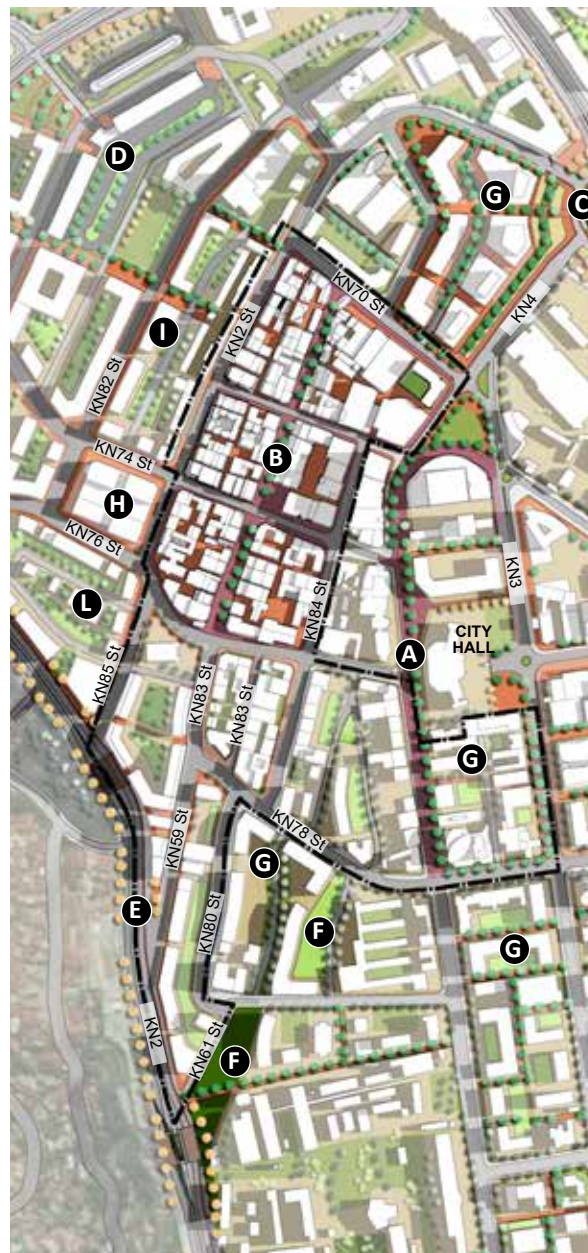 D
G
C
KN70 St
KN4
KN2 St
I
KN82 St
B
KN74 St
H
KN76 St
KN3
KN84 St
L
CITY
HALL
A
KN85 St
KN83 St
KN83 St
G
KN59 St
KN78 St
G
E
KN80 St
F
G
KN2
KN61 St
F